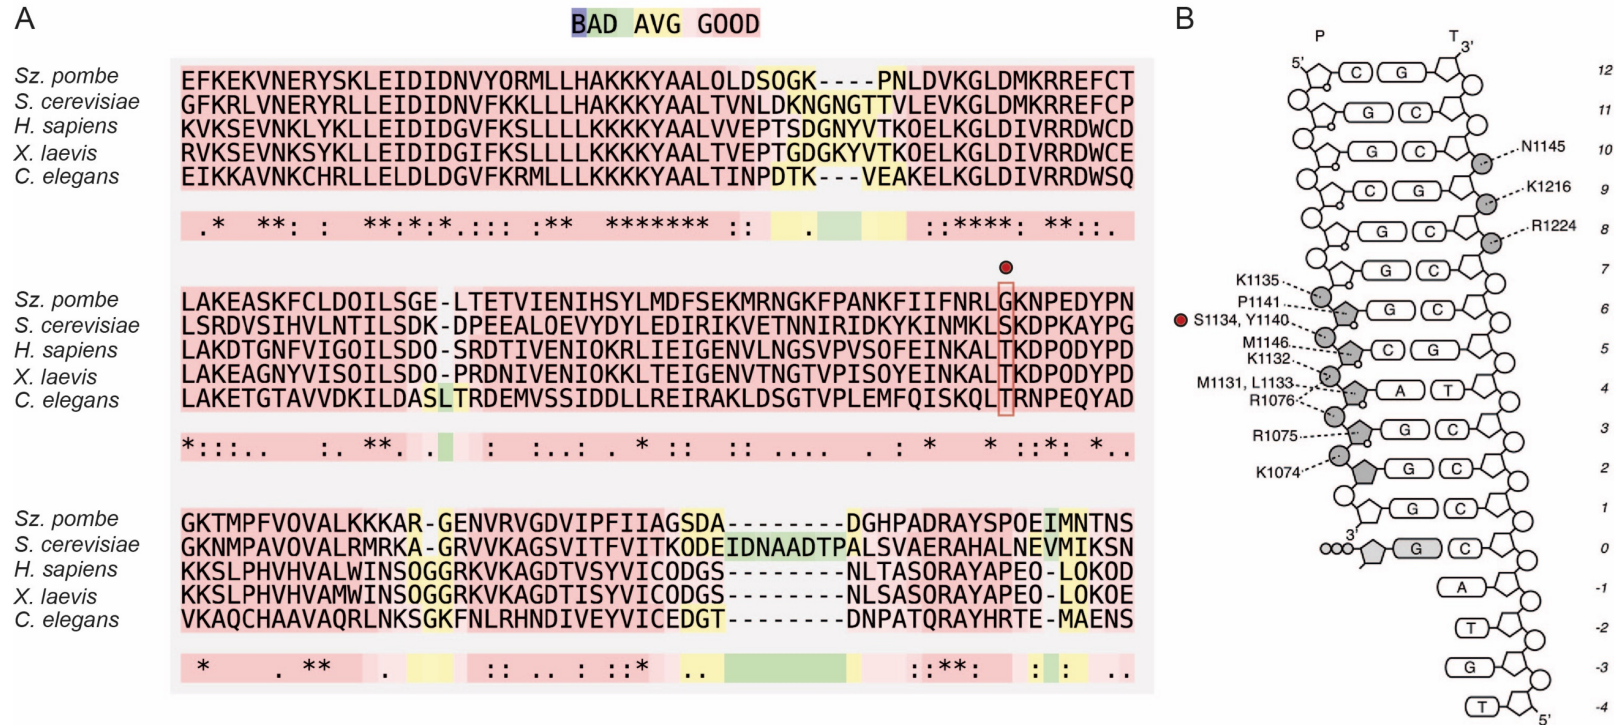 A
BAD AVG GOOD
Sz. pombe EFKEKVNERYSKLEIDIDNVYORMLLHAKKKYAALOLDSOGK----PNLDVKGLDMKRREFCT
S. cerevisiae GFKRLVNERYRLLEIDIDNVFKKLLLHAKKKYAALTVNLDKNGNGTTVLEVKGLDMKRREFCP
H. sapiens KVKSEVNKLYKLLEIDIDGVFKSLLLLKKKKYAALVVEPTSDGNYVTKOELKGLDIVRRDWCD
X. laevis RVKSEVNKSYKLLEIDIDGIFKSLLLLKKKKYAALTVEPTGDGKYVTKOELKGLDIVRRDWCE
C. elegans EIKKAVNKCHRLLELDLDGVFKRMLLLKKKKYAALTINPDTK---VEAKELKGLDIVRRDWSQ
.* **: : **:*:*.::: :** ******* :: . ::**** **::.
Sz. pombe LAKEASKFCLDOILSGE-LTETVIENIHSYLMDFSEKMRNGKFPANKFIIFNRLGKNPEDYPN
S. cerevisiae LSRDVSIHVLNTILSDK-DPEEALOEVYDYLEDIRIKVETNNIRIDKYKINMKLSKDPKAYPG
H. sapiens LAKDTGNFVIGOILSDO-SRDTIVENIOKRLIEIGENVLNGSVPVSOFEINKALTKDPODYPD
X. laevis LAKEAGNYVISOILSDO-PRDNIVENIOKRLTEIGENVTNGTVPISOYEINKALTKDPODYPD
C. elegans LAKETGTAVVDKILDASLTRDEMVSSIDDLLREIRAKLDSGTVPLEMFQISKQLTRNPEQYAD
*:::.. :. **. . : :..: . * :: :: .... . : * * ::*: *..
Sz. pombe GKTMPFVOVALKKKAR-GENVRVGDVIPFIIAGSDA--------DGHPADRAYSPOEIMNTNS
S. cerevisiae GKNMPAVOVALRMRKA-GRVVKAGSVITFVITKODEIDNAADTPALSVAERAHALNEVMIKSN
H. sapiens KKSLPHVHVALWINSOGGRKVKAGDTVSYVICODGS--------NLTASORAYAPEO-LOKOD
X. laevis KKSLPHVHVAMWINSOGGRKVKAGDTISYVICODGS--------NLSASORAYAPEO-LOKOE
C. elegans VKAQCHAAVAQRLNKSGKFNLRHNDIVEYVICEDGT--------DNPATQRAYHRTE-MAENS
* . ** . :: .. : ::* .. ::**: : : ..
B
P T
5' 3'
C G 12
G C 11
G C 10
N1145
C G 9
K1216
G C 8
R1224
G C 7
K1135
P1141
G C 6
S1134, Y1140
M1146
C G 5
K1132
M1131, L1133
A T 4
R1076
G C 3
R1075
G C 2
K1074
G C 1
3'
G C 0
A -1
T -2
G -3
T -4
5'